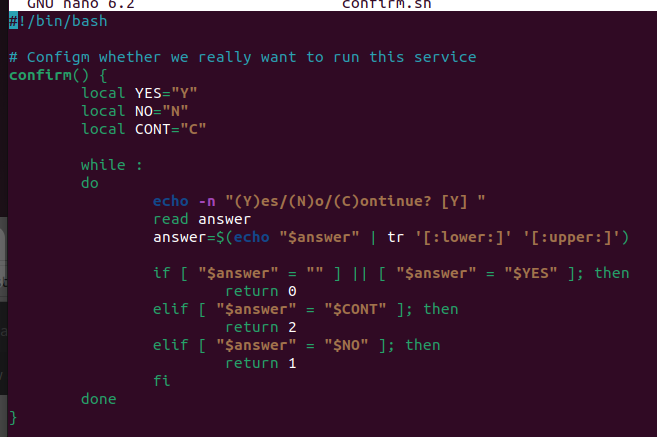 GNU nano 6.2 confirm.sh
#!/bin/bash
# Configm whether we really want to run this service
confirm() {
local YES="Y"
local NO="N"
local CONT="C"
while :
do
echo -n "(Y)es/(N)o/(C)ontinue? [Y] "
read answer
answer=$(echo "$answer" | tr '[:lower:]' '[:upper:]')
if [ "$answer" = "" ] || [ "$answer" = "$YES" ]; then
return 0
elif [ "$answer" = "$CONT" ]; then
return 2
elif [ "$answer" = "$NO" ]; then
return 1
fi
done
}